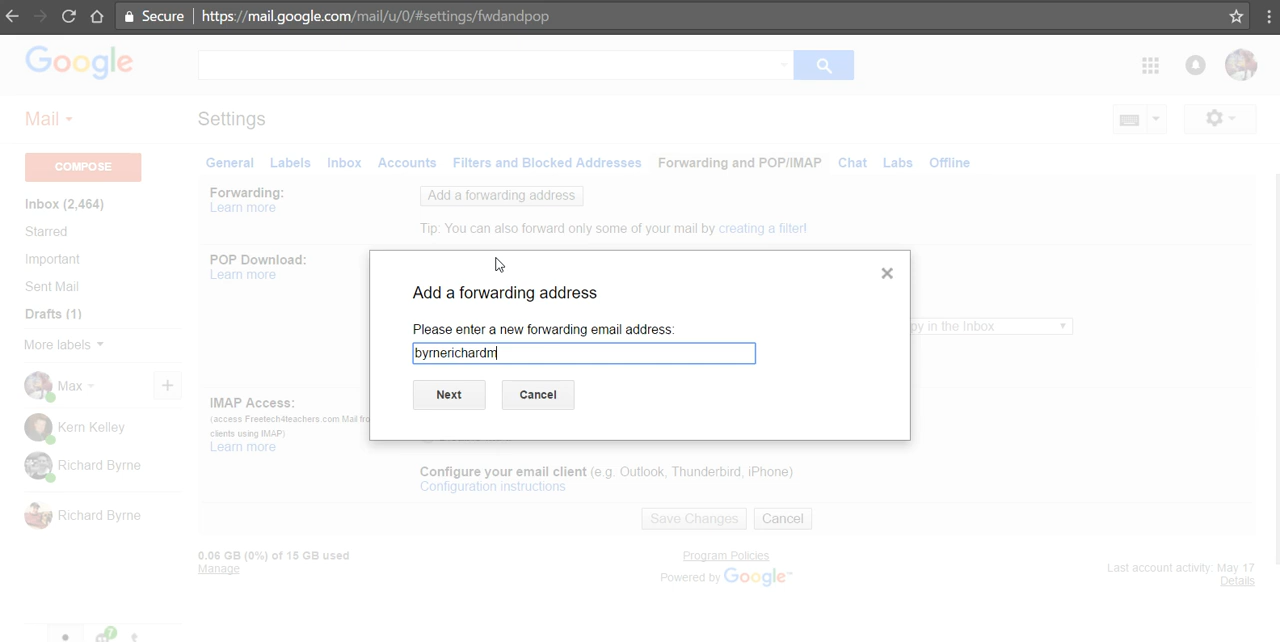 Secure https://mail.google.com/mail/u/0/#settings/fwdandpop
Google
Mail
Settings
COMPOSE
General Labels Inbox Accounts Filters and Blocked Addresses Forwarding and POP/IMAP Chat Labs Offline
Inbox (2,464)
Starred
Important
Sent Mail
Drafts (1)
More labels
Max
Kern Kelley
Richard Byrne
Richard Byrne
Forwarding:
Learn more
Add a forwarding address
Tip: You can also forward only some of your mail by creating a filter!
POP Download:
Learn more
py in the Inbox
Add a forwarding address
Please enter a new forwarding email address:
byrnerichardm
Next Cancel
IMAP Access:
(access Freetech4teachers.com Mail fro
clients using IMAP)
Learn more
Configure your email client (e.g. Outlook, Thunderbird, iPhone)
Configuration instructions
Save Changes Cancel
0.06 GB (0%) of 15 GB used
Manage
Program Policies
Powered by Google™
Last account activity: May 17
Details
7